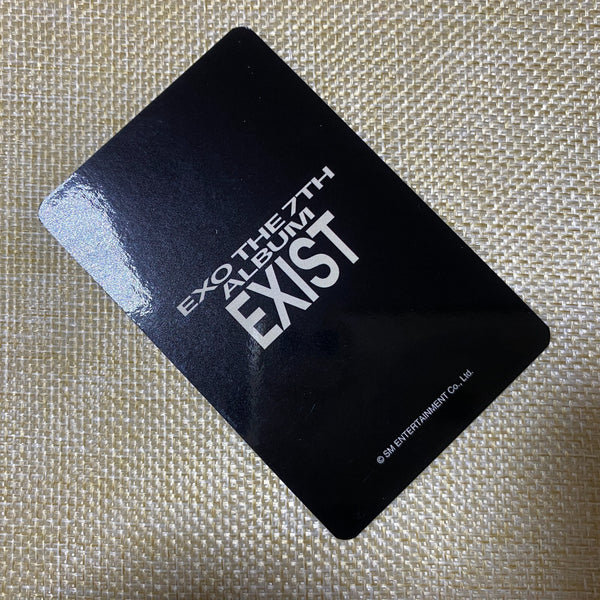 EXO THE 7TH
ALBUM
EXIST
© SM ENTERTAINMENT Co., Ltd.